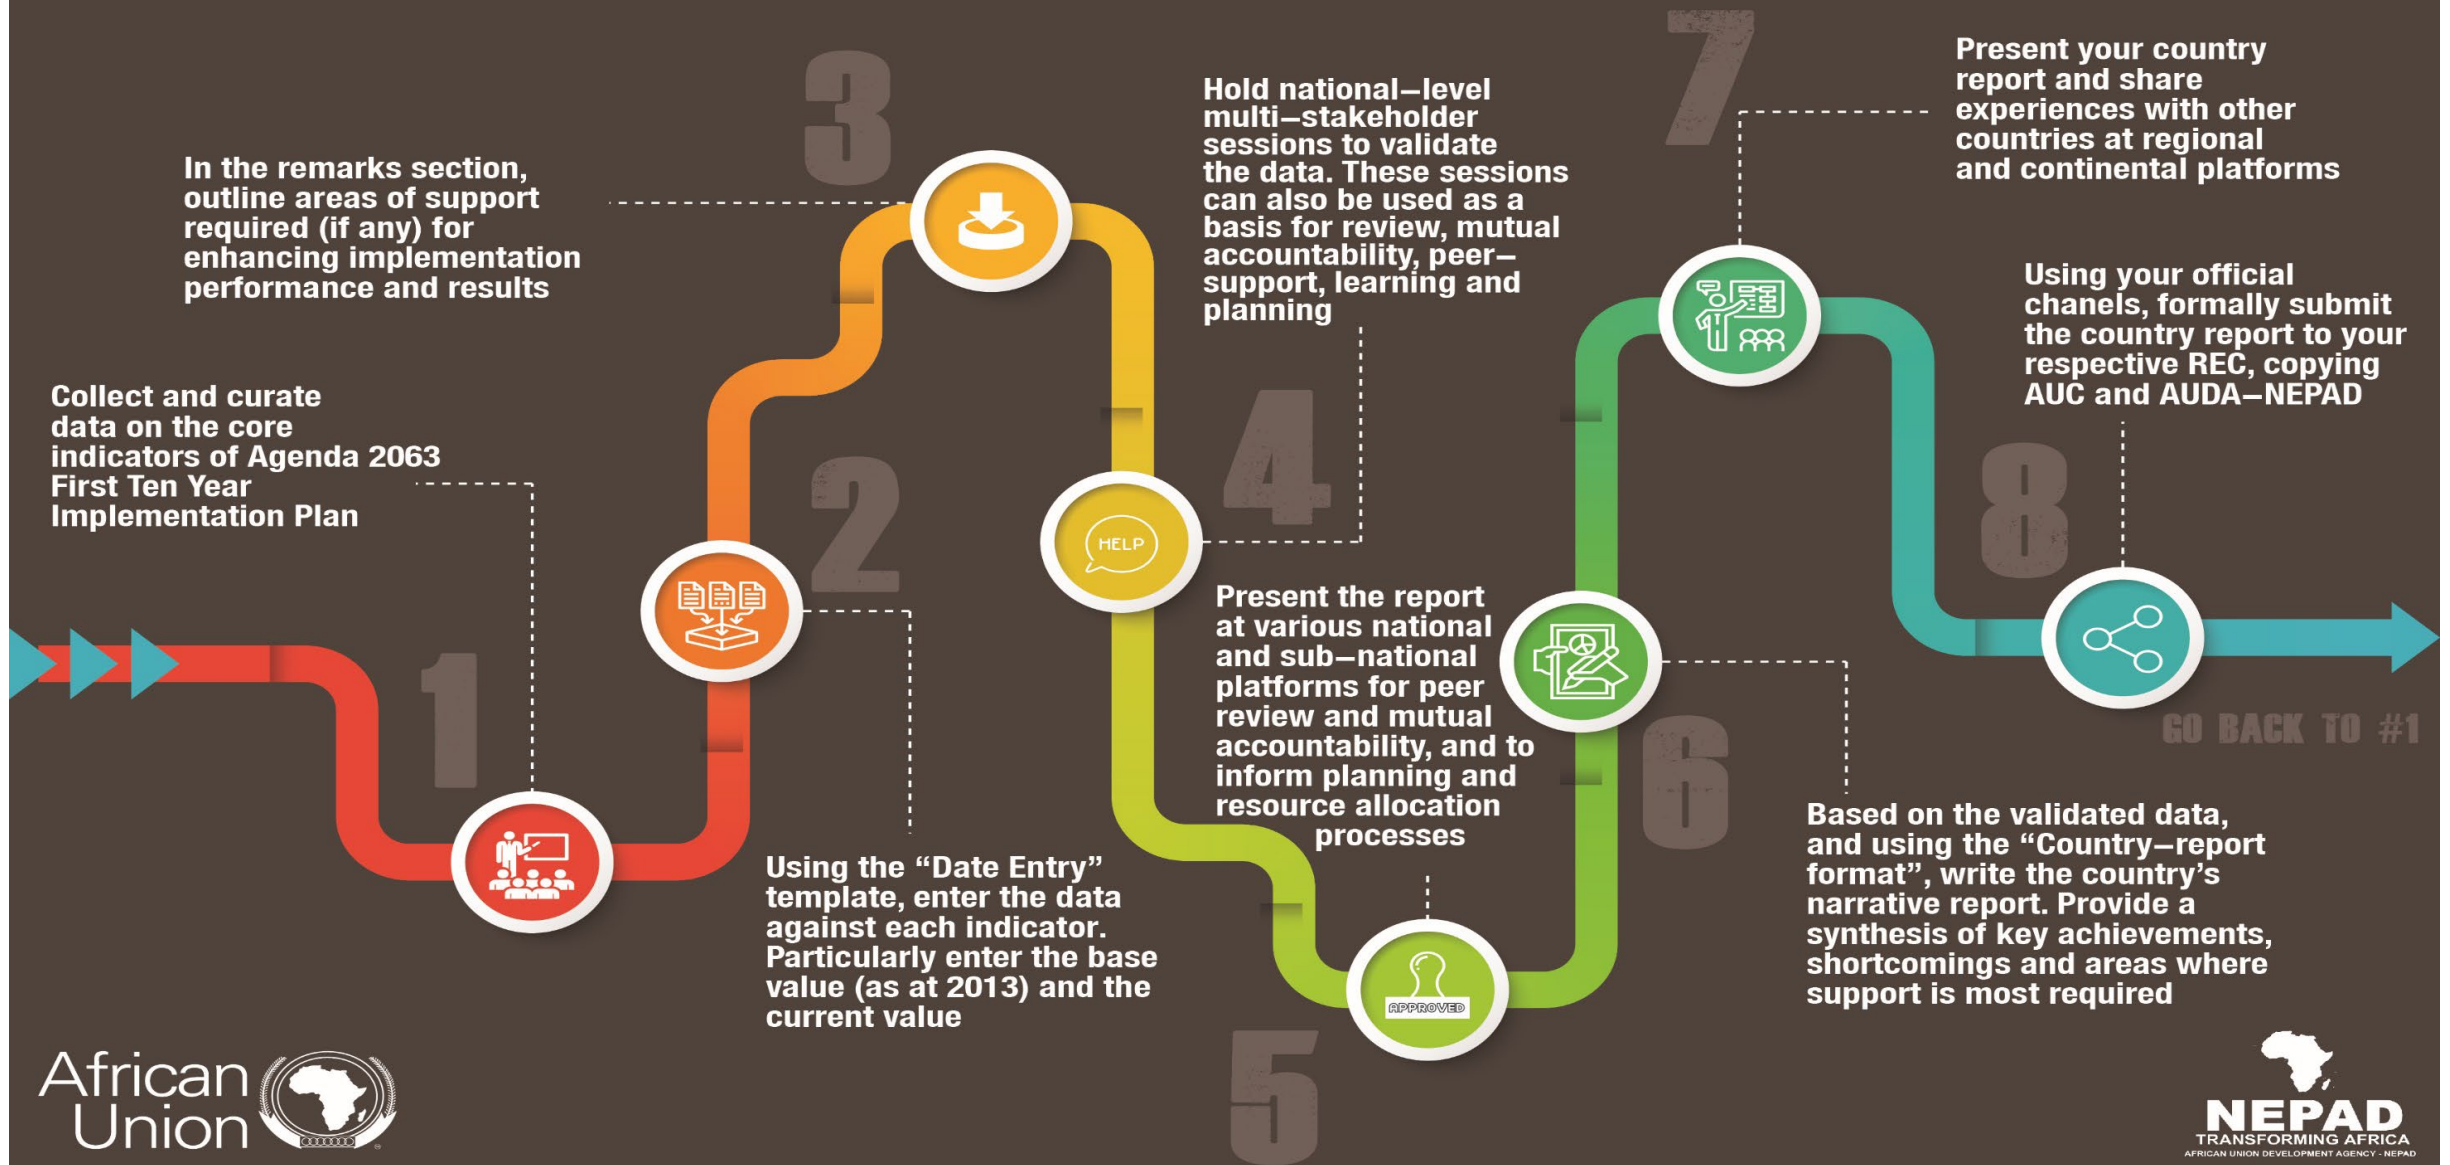 1
Collect and curate
data on the core
indicators of Agenda 2063
First Ten Year
Implementation Plan
2
Using the “Date Entry”
template, enter the data
against each indicator.
Particularly enter the base
value (as at 2013) and the
current value
3
In the remarks section,
outline areas of support
required (if any) for
enhancing implementation
performance and results
4
Hold national–level
multi–stakeholder
sessions to validate
the data. These sessions
can also be used as a
basis for review, mutual
accountability, peer–
support, learning and
planning
HELP
5
Present the report
at various national
and sub–national
platforms for peer
review and mutual
accountability, and to
inform planning and
resource allocation
processes
APPROVED
6
Based on the validated data,
and using the “Country–report
format”, write the country’s
narrative report. Provide a
synthesis of key achievements,
shortcomings and areas where
support is most required
7
Present your country
report and share
experiences with other
countries at regional
and continental platforms
8
Using your official
chanels, formally submit
the country report to your
respective REC, copying
AUC and AUDA–NEPAD
GO BACK TO #1
African
Union
NEPAD
TRANSFORMING AFRICA
AFRICAN UNION DEVELOPMENT AGENCY - NEPAD